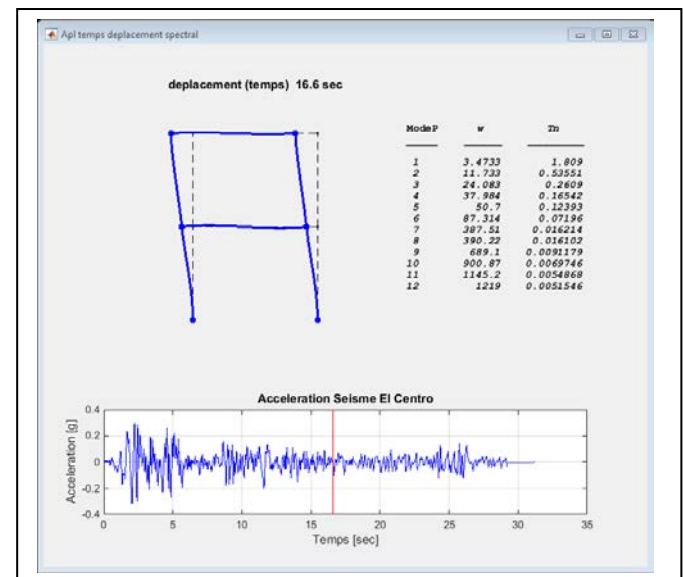 Apl temps deplacement spectral
deplacement (temps) 16.6 sec
ModeP w Tn
1 3.4733 1.809
2 11.733 0.53551
3 24.083 0.2609
4 37.984 0.16542
5 50.7 0.12393
6 87.314 0.07196
7 387.51 0.016214
8 390.22 0.016102
9 689.1 0.0091179
10 900.87 0.0069746
11 1145.2 0.0054868
12 1219 0.0051546
Acceleration Seisme El Centro
Acceleration [g]
0.4
0.2
0
-0.2
-0.4
0 5 10 15 20 25 30 35
Temps [sec]